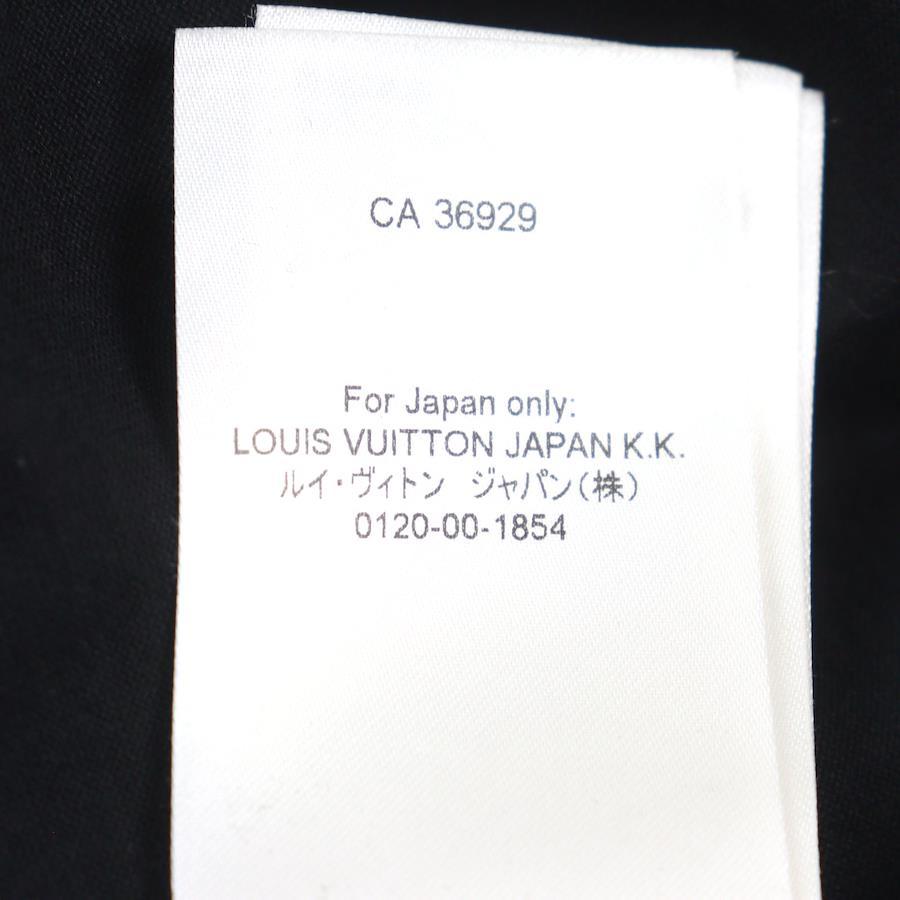 CA 36929
For Japan only:
LOUIS VUITTON JAPAN K.K.
ルイ・ヴィトン ジャパン(株)
0120-00-1854